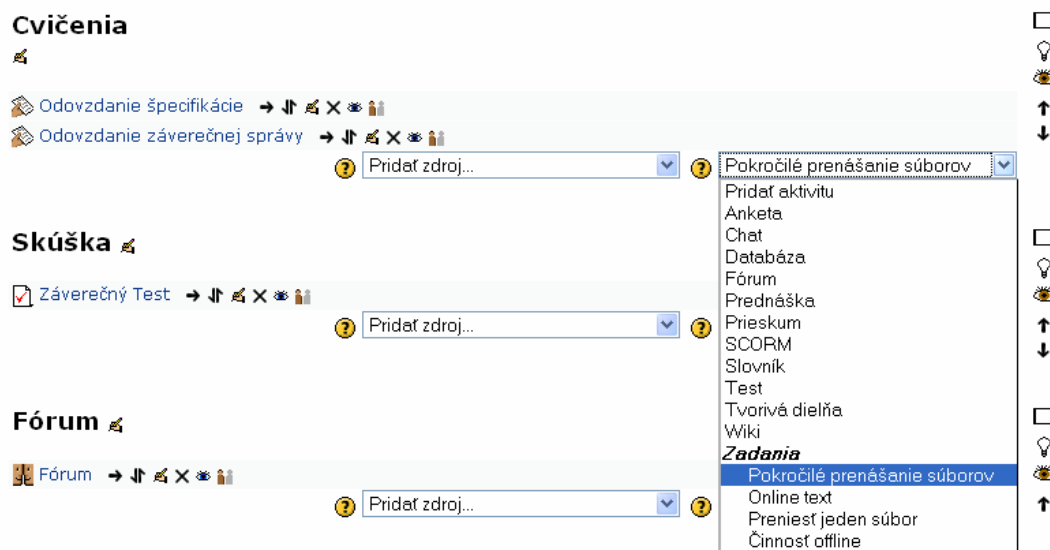 Cvičenia
Odovzdanie špecifikácie
Odovzdanie záverečnej správy
Pridať zdroj...
Pokročilé prenášanie súborov
Pridať aktivitu
Anketa
Chat
Databáza
Fórum
Prednáška
Prieskum
SCORM
Slovník
Test
Tvorivá dielňa
Wiki
Zadania
Pokročilé prenášanie súborov
Online text
Preniesť jeden súbor
Činnosť offline
Skúška
Záverečný Test
Pridať zdroj...
Fórum
Fórum
Pridať zdroj...